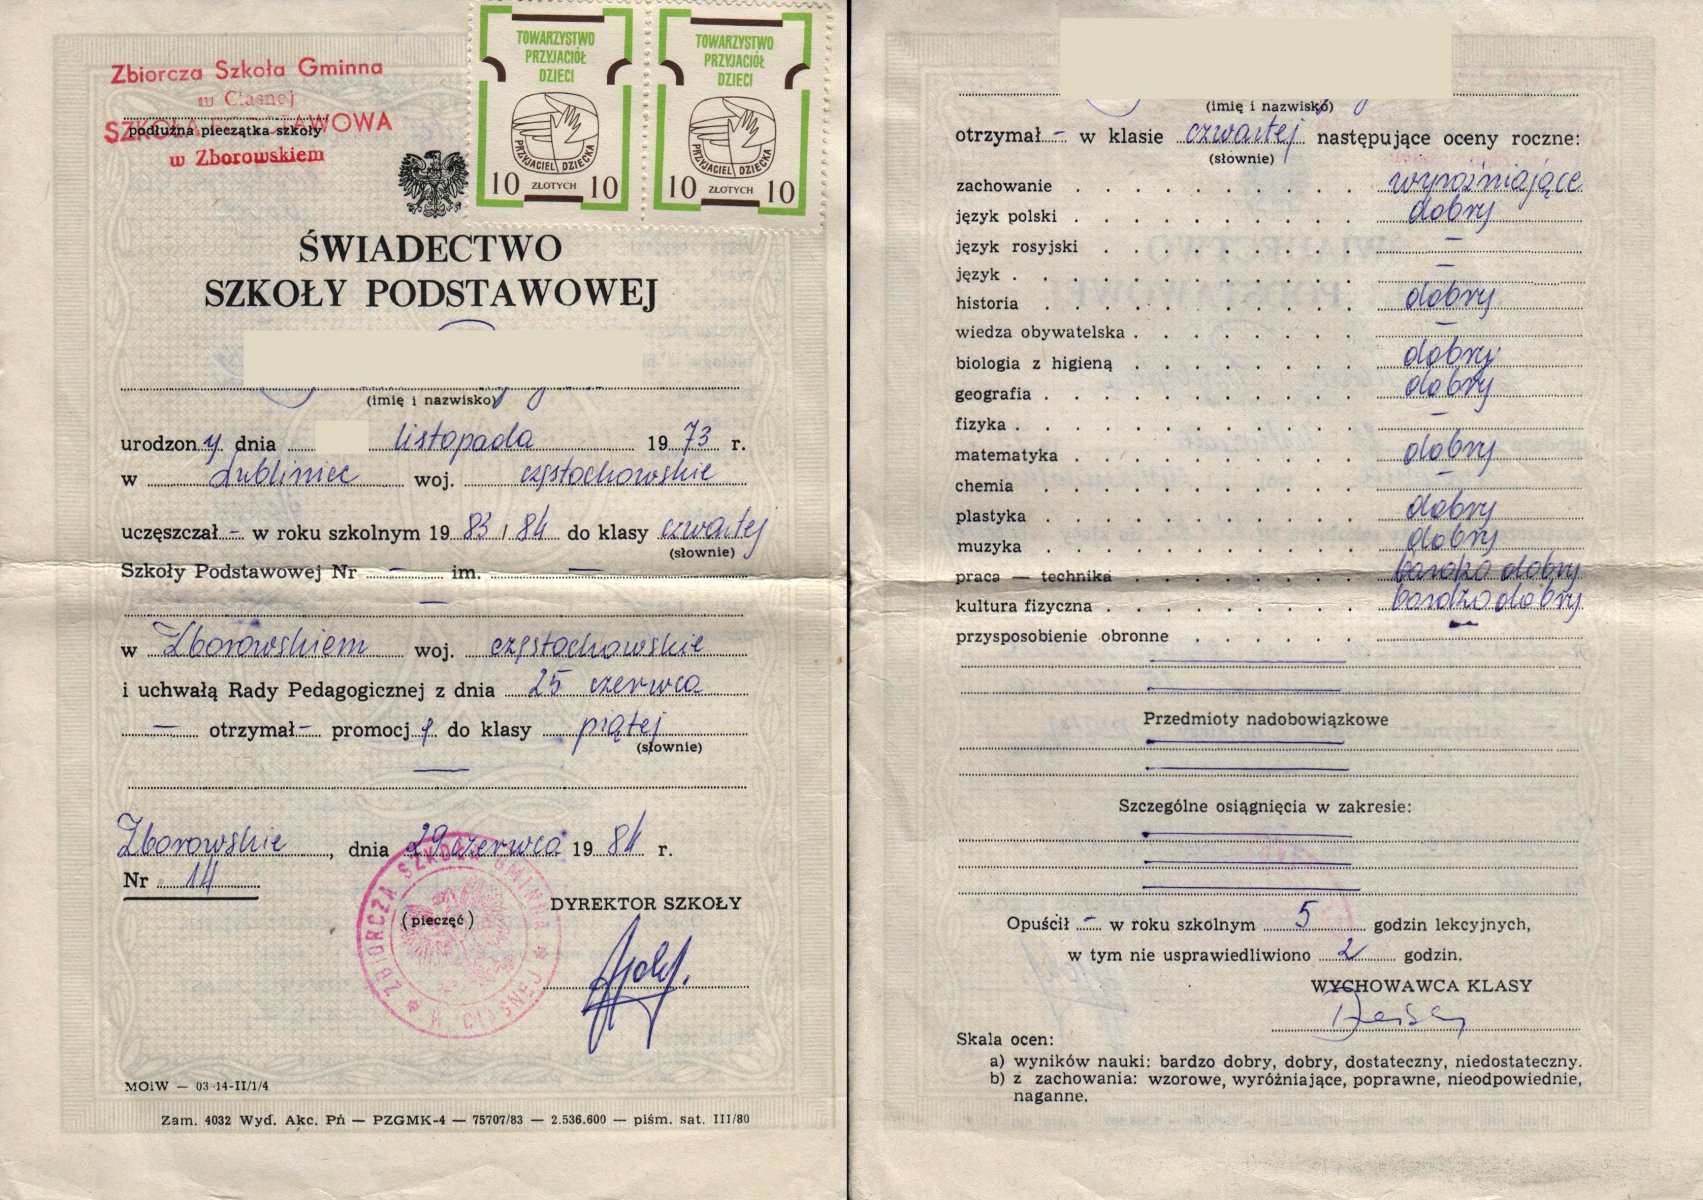 Zbiorcza Szkoła Gminna
w Ciasnej
SZKOŁA PODSTAWOWA
podłużna pieczątka szkoły
w Zborowskiem
TOWARZYSTWO
PRZYJACIÓŁ
DZIECI
PRZYJACIEL DZIECKA
10 ZŁOTYCH 10
TOWARZYSTWO
PRZYJACIÓŁ
DZIECI
PRZYJACIEL DZIECKA
10 ZŁOTYCH 10
ŚWIADECTWO
SZKOŁY PODSTAWOWEJ
(imię i nazwisko)
urodzony dnia listopada 1973 r.
w Lubliniec woj. częstochowskie
uczęszczał - w roku szkolnym 1983/84 do klasy czwartej
(słownie)
Szkoły Podstawowej Nr - im. -
-
w Zborowskiem woj. częstochowskie
i uchwałą Rady Pedagogicznej z dnia 25 czerwca
- otrzymał - promocję do klasy piątej
(słownie)
-
Zborowskie, dnia 29 czerwca 1984 r.
Nr 14
ZBIORCZA SZKOŁA GMINNA * W CIASNEJ *
(pieczęć)
DYREKTOR SZKOŁY
MOiW — 03-14-II/1/4
Zam. 4032 Wyd. Akc. Pń — PZGMK-4 — 75707/83 — 2.536.600 — piśm. sat. III/80
(imię i nazwisko)
otrzymał - w klasie czwartej następujące oceny roczne:
(słownie)
zachowanie . . . . . . . . . . wyróżniające
język polski . . . . . . . . . . dobry
język rosyjski . . . . . . . . . -
język . . . . . . . . . . . . -
historia . . . . . . . . . . . dobry
wiedza obywatelska . . . . . . . . -
biologia z higieną . . . . . . . . dobry
geografia . . . . . . . . . . . dobry
fizyka . . . . . . . . . . . . -
matematyka . . . . . . . . . . dobry
chemia . . . . . . . . . . . -
plastyka . . . . . . . . . . . dobry
muzyka . . . . . . . . . . . dobry
praca — technika . . . . . . . . bardzo dobry
kultura fizyczna . . . . . . . . . bardzo dobry
przysposobienie obronne . . . . . . -
Przedmioty nadobowiązkowe
Szczególne osiągnięcia w zakresie:
Opuścił - w roku szkolnym 5 godzin lekcyjnych,
w tym nie usprawiedliwiono 2 godzin.
WYCHOWAWCA KLASY
Skala ocen:
a) wyników nauki: bardzo dobry, dobry, dostateczny, niedostateczny.
b) z zachowania: wzorowe, wyróżniające, poprawne, nieodpowiednie,
naganne.